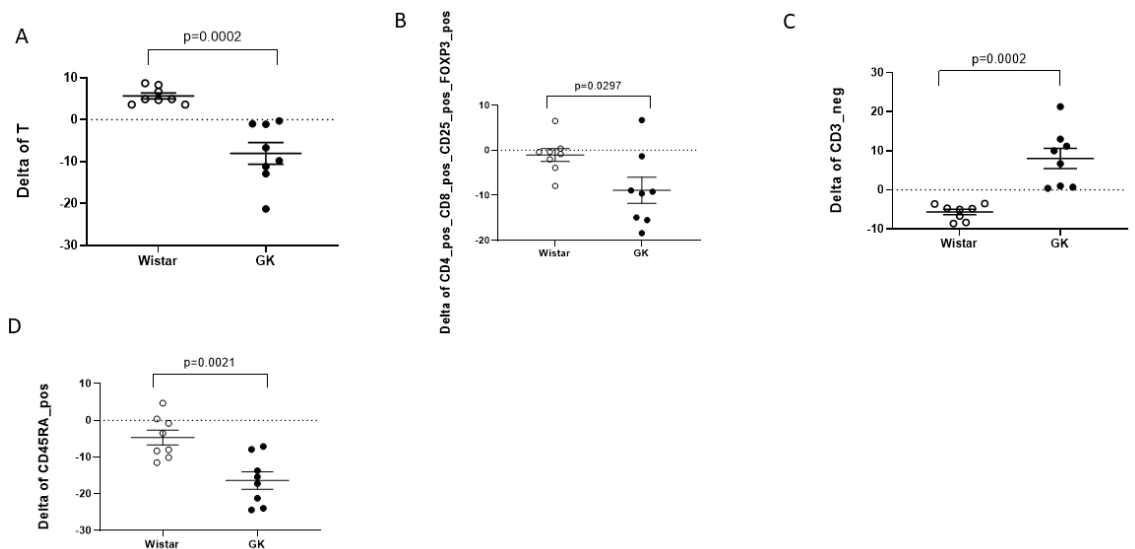 A
p=0.0002
Delta of T
10
0
-10
-20
-30
Wistar GK
B
p=0.0297
Delta of CD4_pos_CD8_pos_CD25_pos_FOXP3_pos
10
0
-10
-20
Wistar GK
C
p=0.0002
Delta of CD3_neg
30
20
10
0
-10
Wistar GK
D
p=0.0021
Delta of CD45RA_pos
10
0
-10
-20
-30
Wistar GK